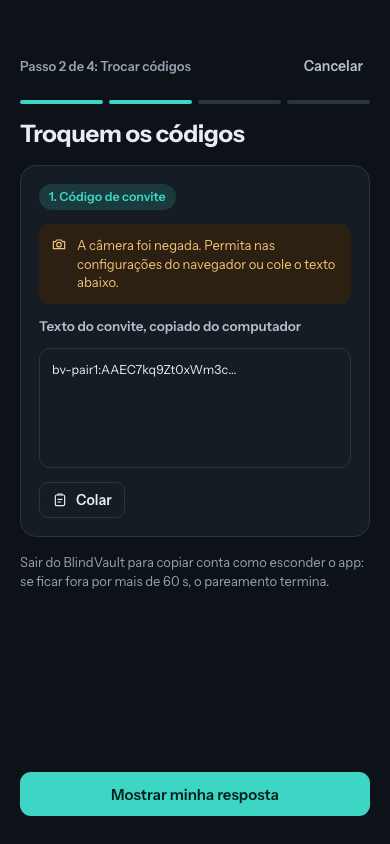 Passo 2 de 4: Trocar códigos
Cancelar
Troquem os códigos
1. Código de convite
A câmera foi negada. Permita nas
configurações do navegador ou cole o texto
abaixo.
Texto do convite, copiado do computador
bv-pair1:AAEC7kq9Zt0xWm3c...
Colar
Sair do BlindVault para copiar conta como esconder o app:
se ficar fora por mais de 60 s, o pareamento termina.
Mostrar minha resposta